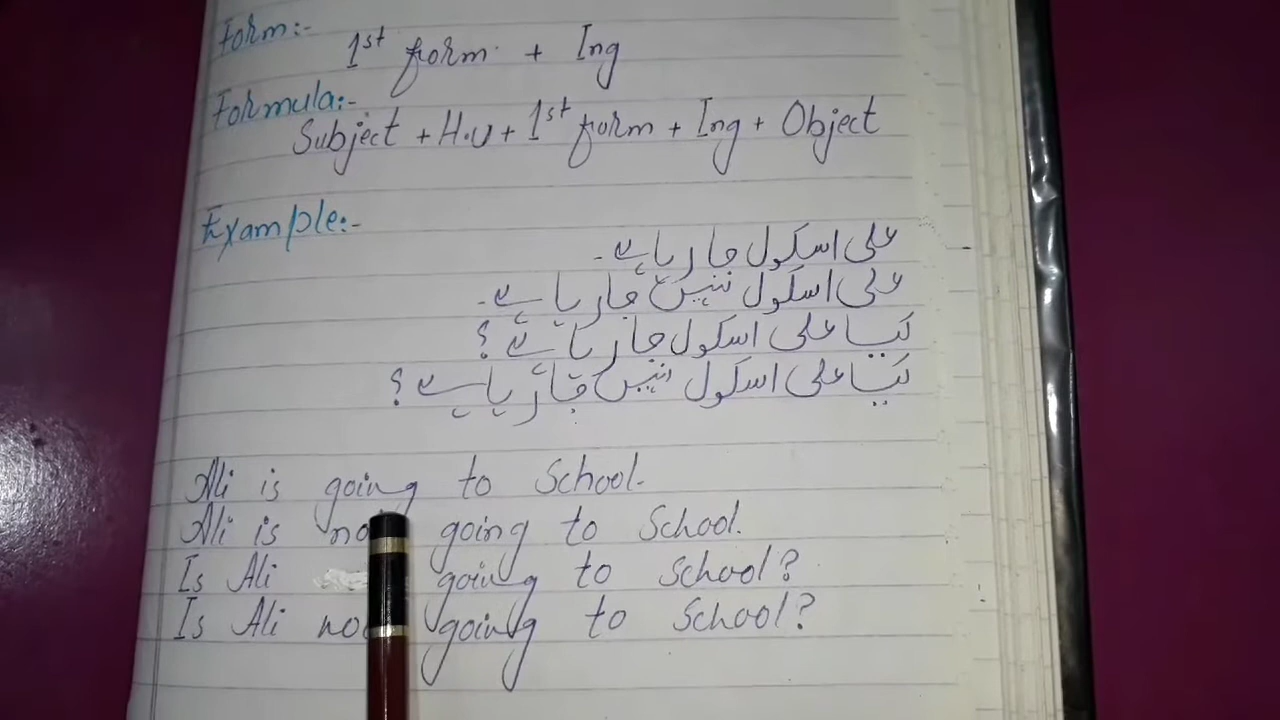 Form:-
1st form + Ing
Formula:-
Subject + H.V + 1st form + Ing + Object
Example:-
علی اسکول جا رہا ہے۔
علی اسکول نہیں جا رہا ہے۔
کیا علی اسکول جا رہا ہے؟
کیا علی اسکول نہیں جا رہا ہے؟
Ali is going to School.
Ali is not going to School.
Is Ali going to School?
Is Ali not going to School?